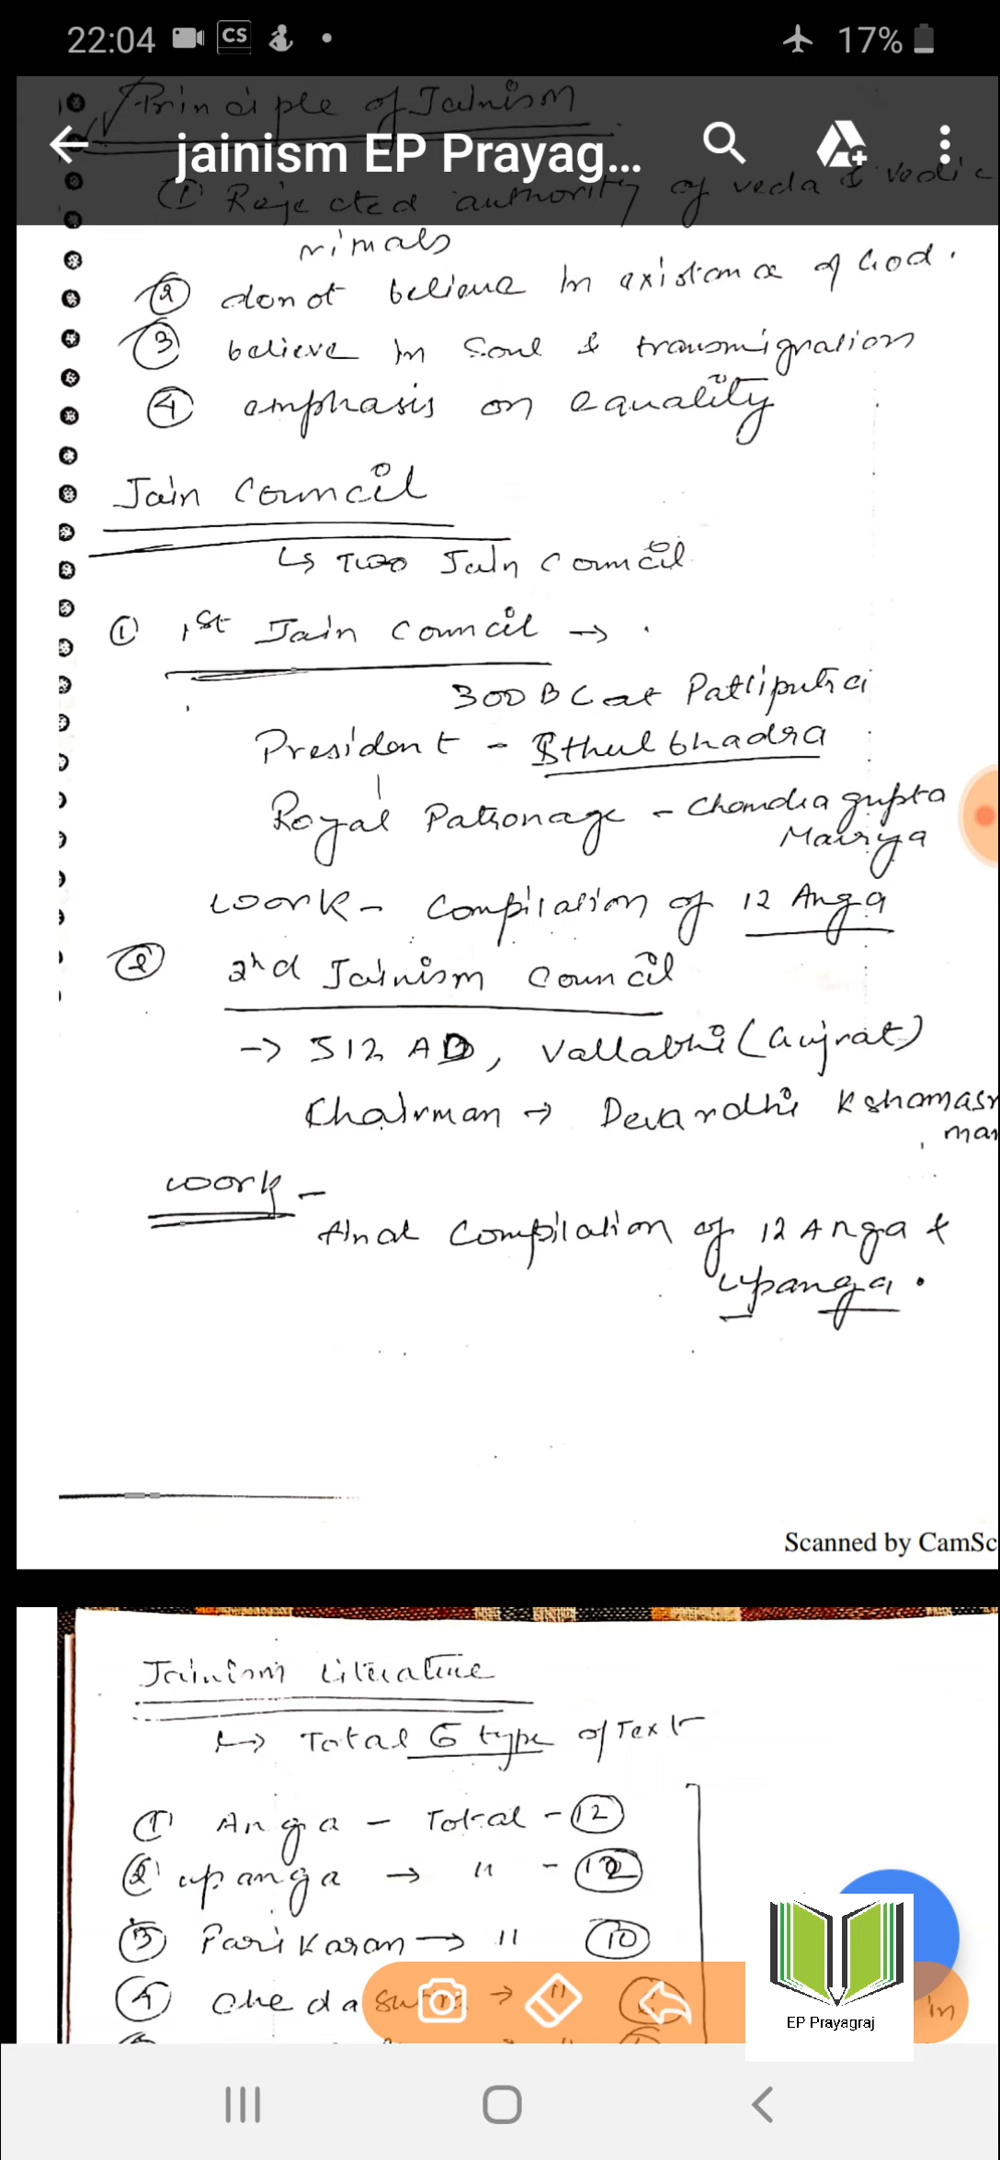 22:04 CS 17%
Principle of Jainism
jainism EP Prayag...
① Rejected authority of veda & vedic
rituals
② donot believe in existence of God.
③ believe in Soul & transmigration
④ emphasis on equality
Jain Council
↳ Two Jain Council
① 1st Jain Council →
300 BC at Patliputra
President - Sthulbhadra
Royal Patronage - Chandragupta
Maurya
work - Compilation of 12 Anga
② 2nd Jainism Council
→ 512 AD, Vallabhi (Gujrat)
Chairman → Devardhi Kshamasr
man
work -
final Compilation of 12 Anga &
upanga.
Scanned by CamSc
Jainism Literature
↳ Total 6 type of Text
① Anga - Total - 12
② upanga → " - 12
③ Parikaran → " 10
④ Chedasutra → "
in
EP Prayagraj